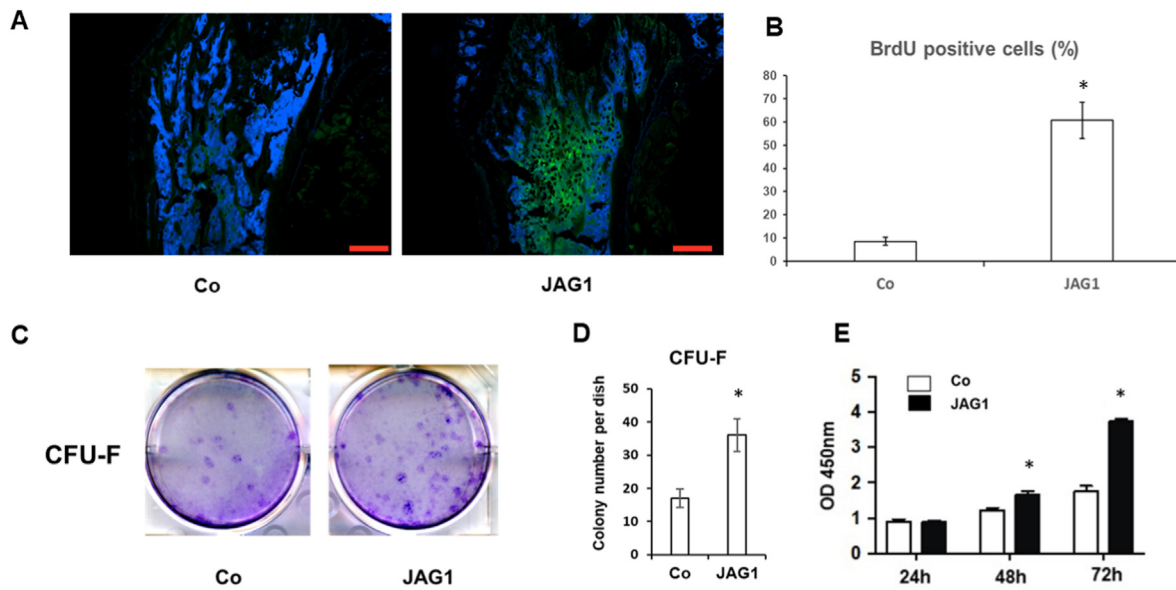 A
Co
JAG1
B
BrdU positive cells (%)
80
70
60
50
40
30
20
10
0
*
Co
JAG1
C
CFU-F
Co
JAG1
D
CFU-F
Colony number per dish
50
40
30
20
10
0
*
Co
JAG1
E
Co
JAG1
OD 450nm
5
4
3
2
1
0
*
*
24h
48h
72h